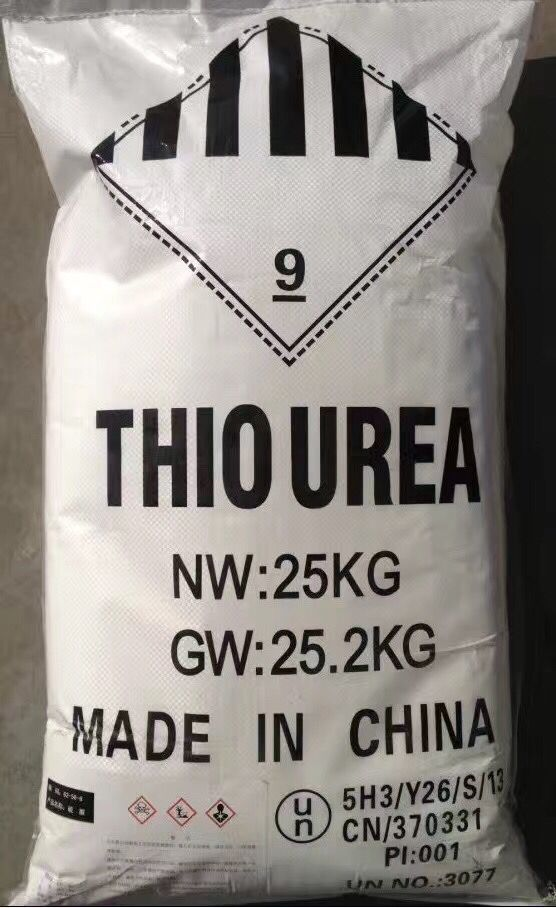 9
THIO UREA
NW:25KG
GW:25.2KG
MADE IN CHINA
un
5H3/Y26/S/13
CN/370331
PI:001
UN NO.:3077